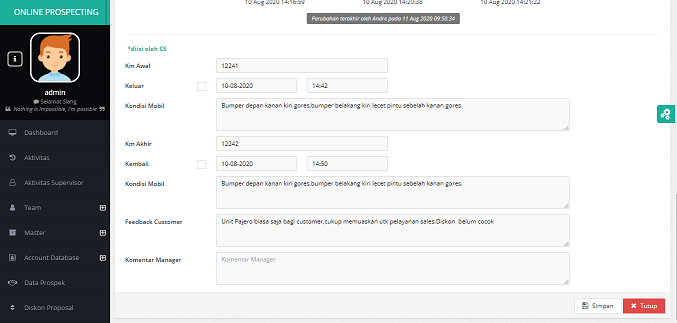 ONLINE PROSPECTING
admin
Selamat Siang
Nothing is impossible, I'm possible
Dashboard
Aktivitas
Aktivitas Supervisor
Team
Master
Account Database
Data Prospek
Diskon Proposal
10 Aug 2020 14:16:59 10 Aug 2020 14:20:38 10 Aug 2020 14:21:22
Perubahan terakhir oleh Andre pada 11 Aug 2020 09:50:34
*diisi oleh CS
Km Awal 12241
Keluar 10-08-2020 14:42
Kondisi Mobil Bumper depan kanan kiri gores,bumper belakang kiri lecet pintu sebelah kanan gores.
Km Akhir 12242
Kembali 10-08-2020 14:50
Kondisi Mobil Bumper depan kanan kiri gores,bumper belakang kiri lecet pintu sebelah kanan gores.
Feedback Customer Unit Pajero biasa saja bagi customer,cukup memuaskan utk pelayanan sales.Diskon belum cocok
Komentar Manager Komentar Manager
Simpan Tutup